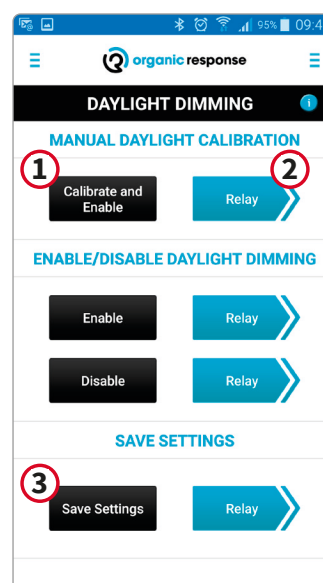 95% 09:4
organic response
DAYLIGHT DIMMING i
MANUAL DAYLIGHT CALIBRATION
1 2
Calibrate and
Enable
Relay
ENABLE/DISABLE DAYLIGHT DIMMING
Enable Relay
Disable Relay
SAVE SETTINGS
3
Save Settings Relay